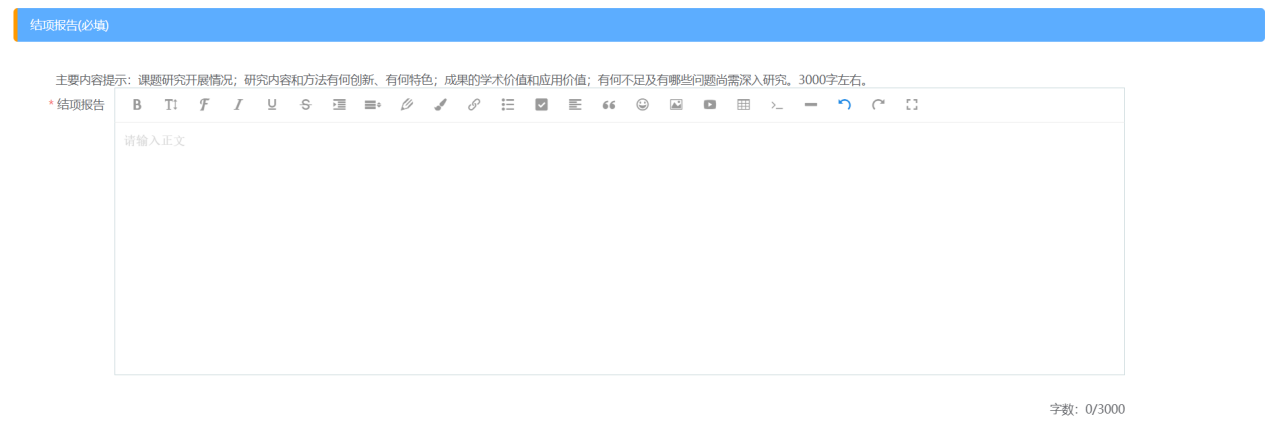 结项报告(必填)
主要内容提示：课题研究开展情况；研究内容和方法有何创新、有何特色；成果的学术价值和应用价值；有何不足及有哪些问题尚需深入研究。3000字左右。
* 结项报告
请输入正文
字数：0/3000